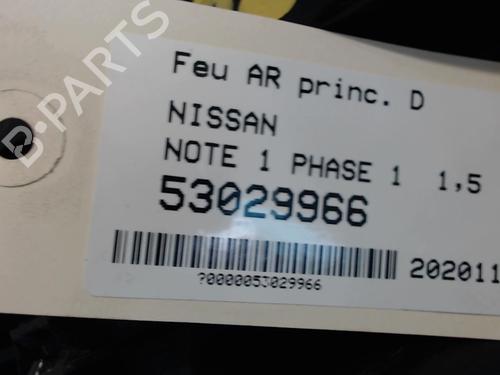 Feu AR princ. D
NISSAN
NOTE 1 PHASE 1 1,5
53029966
202011
?0000053029966
D-PARTS